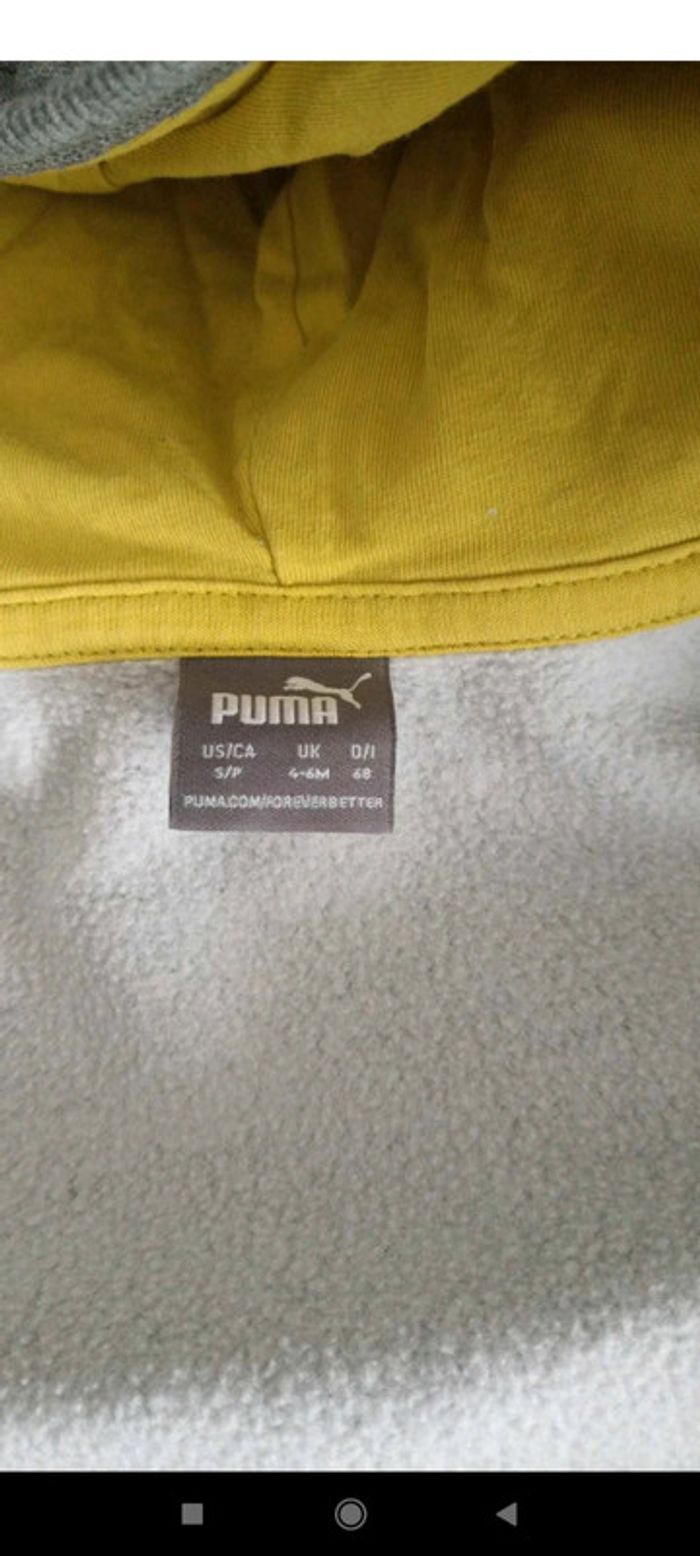 PUMA
US/CA UK D/I
S/P 4-6M 68
PUMA.COM/FOREVERBETTER